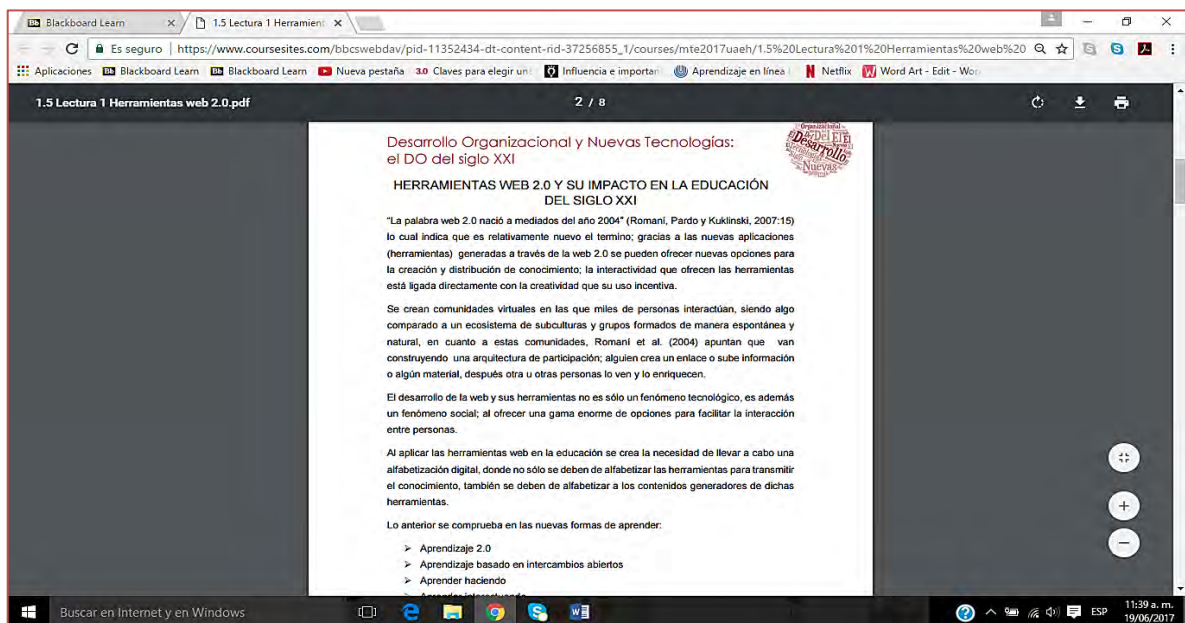 Blackboard Learn
1.5 Lectura 1 Herramient
Es seguro | https://www.coursesites.com/bbcswebdav/pid-11352434-dt-content-rid-37256855_1/courses/mte2017uaeh/1.5%20Lectura%201%20Herramientas%20web%20
Aplicaciones Blackboard Learn Blackboard Learn Nueva pestaña 3.0 Claves para elegir un Influencia e importan Aprendizaje en línea Netflix Word Art - Edit - Wor
1.5 Lectura 1 Herramientas web 2.0.pdf 2 / 8
Organizacional
Del El El
Desarrollo
Nuevas
Desarrollo Organizacional y Nuevas Tecnologías:
el DO del siglo XXI
HERRAMIENTAS WEB 2.0 Y SU IMPACTO EN LA EDUCACIÓN
DEL SIGLO XXI
“La palabra web 2.0 nació a mediados del año 2004” (Romaní, Pardo y Kuklinski, 2007:15)
lo cual indica que es relativamente nuevo el termino; gracias a las nuevas aplicaciones
(herramientas) generadas a través de la web 2.0 se pueden ofrecer nuevas opciones para
la creación y distribución de conocimiento; la interactividad que ofrecen las herramientas
está ligada directamente con la creatividad que su uso incentiva.
Se crean comunidades virtuales en las que miles de personas interactúan, siendo algo
comparado a un ecosistema de subculturas y grupos formados de manera espontánea y
natural, en cuanto a estas comunidades, Romaní et al. (2004) apuntan que van
construyendo una arquitectura de participación; alguien crea un enlace o sube información
o algún material, después otra u otras personas lo ven y lo enriquecen.
El desarrollo de la web y sus herramientas no es sólo un fenómeno tecnológico, es además
un fenómeno social; al ofrecer una gama enorme de opciones para facilitar la interacción
entre personas.
Al aplicar las herramientas web en la educación se crea la necesidad de llevar a cabo una
alfabetización digital, donde no sólo se deben de alfabetizar las herramientas para transmitir
el conocimiento, también se deben de alfabetizar a los contenidos generadores de dichas
herramientas.
Lo anterior se comprueba en las nuevas formas de aprender:
➢ Aprendizaje 2.0
➢ Aprendizaje basado en intercambios abiertos
➢ Aprender haciendo
➢ Aprender interactuando
Buscar en Internet y en Windows
ESP
11:39 a. m.
19/06/2017